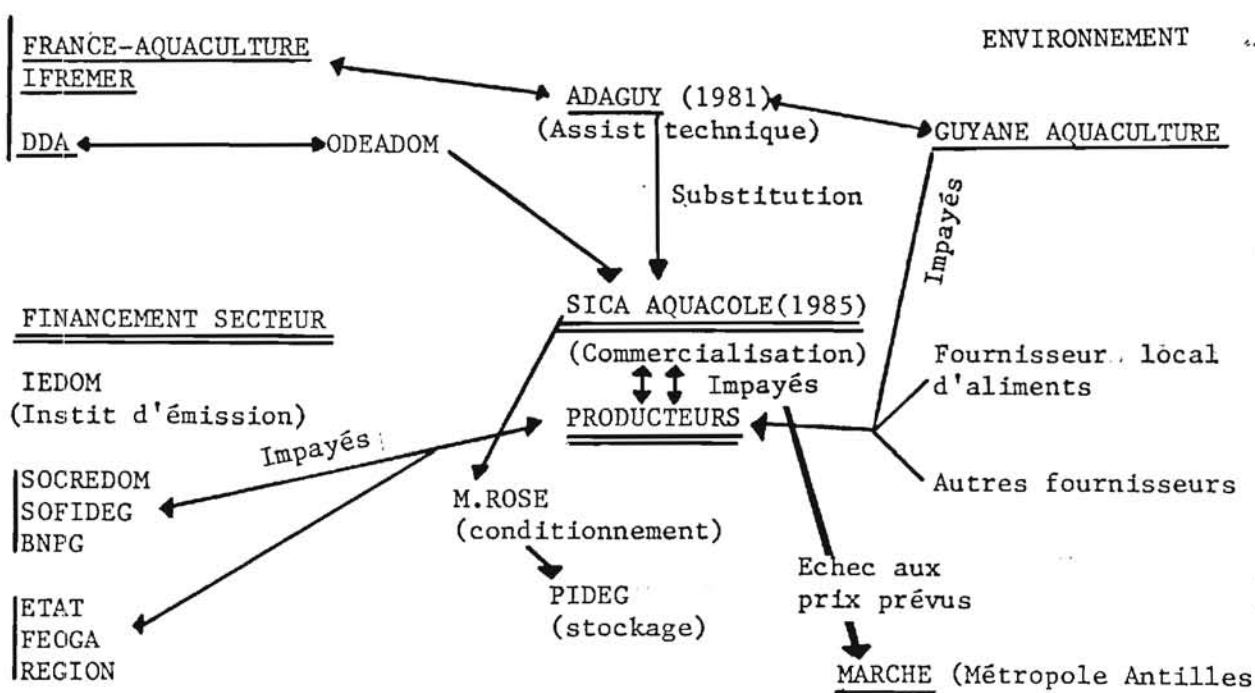 FRANCE-AQUACULTURE
IFREMER
ENVIRONNEMENT
ADAGUY (1981)
(Assist technique)
GUYANE AQUACULTURE
DDA
ODEADOM
Substitution
Impayés
SICA AQUACOLE(1985)
(Commercialisation)
FINANCEMENT SECTEUR
IEDOM
(Instit d'émission)
Impayés
PRODUCTEURS
Fournisseur local
d'aliments
Autres fournisseurs
Impayés
SOCREDOM
SOFIDEG
BNPG
M.ROSE
(conditionnement)
PIDEG
(stockage)
Echec aux
prix prévus
ETAT
FEOGA
REGION
MARCHE (Métropole Antilles